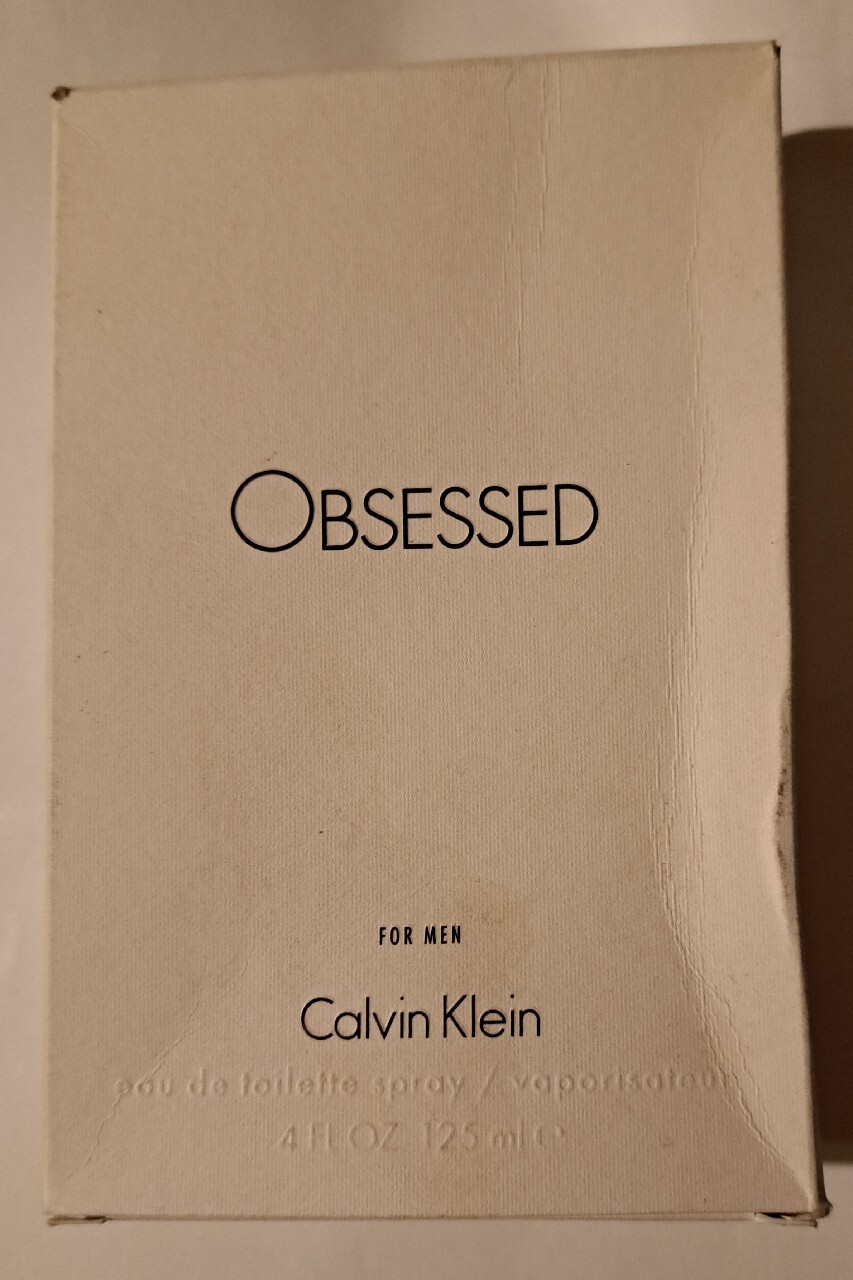 OBSESSED
FOR MEN
Calvin Klein
eau de toilette spray / vaporisateur
4 FL OZ 125 ml ℮